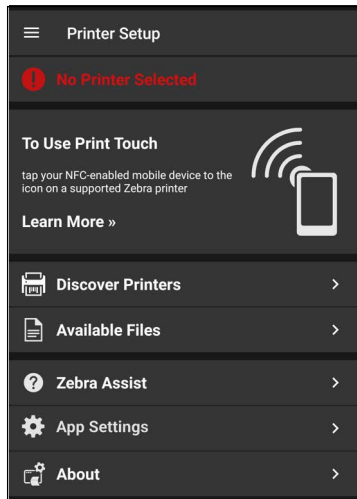 Printer Setup
No Printer Selected
To Use Print Touch
tap your NFC-enabled mobile device to the
icon on a supported Zebra printer
Learn More »
Discover Printers
Available Files
Zebra Assist
App Settings
About